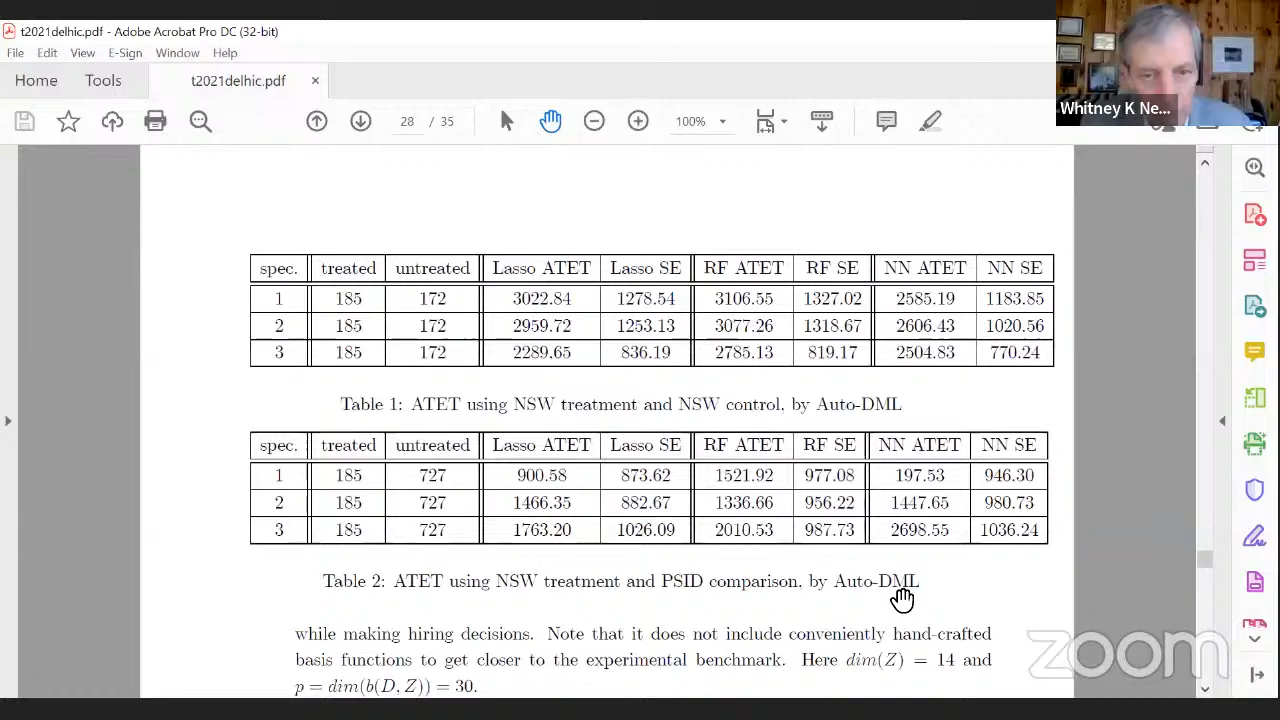 t2021delhic.pdf - Adobe Acrobat Pro DC (32-bit)
File Edit View E-Sign Window Help
Home Tools t2021delhic.pdf ×
Whitney K Ne...
28 / 35 100%
spec. treated untreated Lasso ATET Lasso SE RF ATET RF SE NN ATET NN SE
1 185 172 3022.84 1278.54 3106.55 1327.02 2585.19 1183.85
2 185 172 2959.72 1253.13 3077.26 1318.67 2606.43 1020.56
3 185 172 2289.65 836.19 2785.13 819.17 2504.83 770.24
Table 1: ATET using NSW treatment and NSW control, by Auto-DML
spec. treated untreated Lasso ATET Lasso SE RF ATET RF SE NN ATET NN SE
1 185 727 900.58 873.62 1521.92 977.08 197.53 946.30
2 185 727 1466.35 882.67 1336.66 956.22 1447.65 980.73
3 185 727 1763.20 1026.09 2010.53 987.73 2698.55 1036.24
Table 2: ATET using NSW treatment and PSID comparison, by Auto-DML
while making hiring decisions. Note that it does not include conveniently hand-crafted
basis functions to get closer to the experimental benchmark. Here dim(Z) = 14 and
p = dim(b(D, Z)) = 30.
zoom